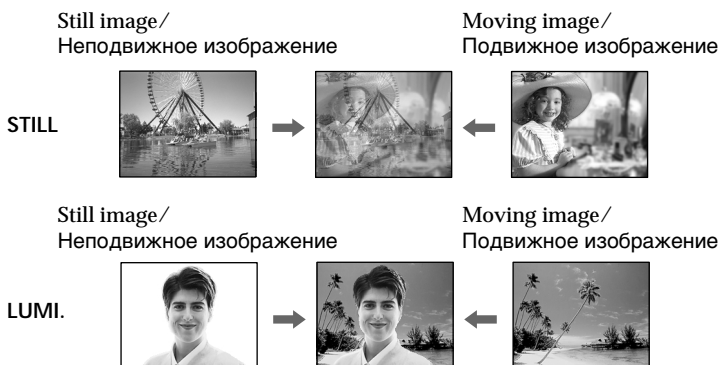 Still image/ Moving image/
Неподвижное изображение Подвижное изображение
STILL
Still image/ Moving image/
Неподвижное изображение Подвижное изображение
LUMI.